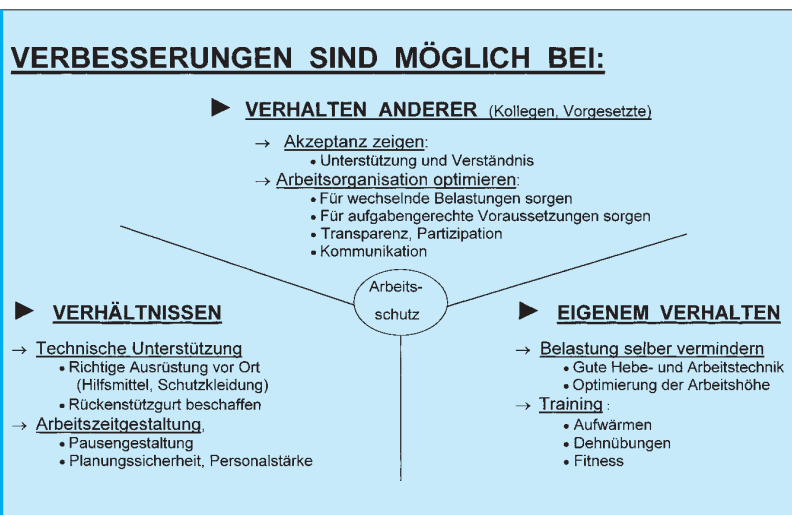 VERBESSERUNGEN SIND MÖGLICH BEI:
► VERHALTEN ANDERER (Kollegen, Vorgesetzte)
→ Akzeptanz zeigen:
• Unterstützung und Verständnis
→ Arbeitsorganisation optimieren:
• Für wechselnde Belastungen sorgen
• Für aufgabengerechte Voraussetzungen sorgen
• Transparenz, Partizipation
• Kommunikation
Arbeits-
schutz
► VERHÄLTNISSEN
→ Technische Unterstützung
• Richtige Ausrüstung vor Ort
(Hilfsmittel, Schutzkleidung)
• Rückenstützgurt beschaffen
→ Arbeitszeitgestaltung,
• Pausengestaltung
• Planungssicherheit, Personalstärke
► EIGENEM VERHALTEN
→ Belastung selber vermindern
• Gute Hebe- und Arbeitstechnik
• Optimierung der Arbeitshöhe
→ Training :
• Aufwärmen
• Dehnübungen
• Fitness